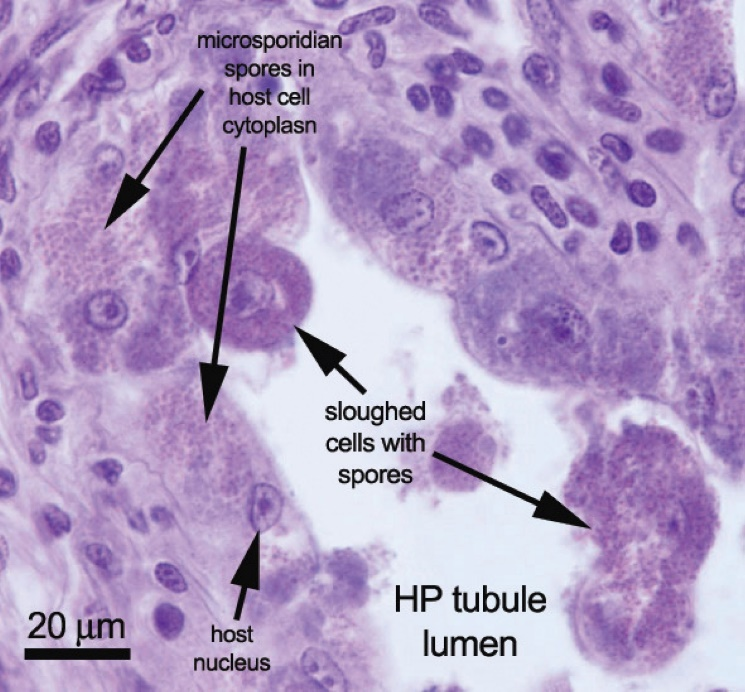 microsporidian
spores in
host cell
cytoplasn
sloughed
cells with
spores
HP tubule
lumen
20 μm
host
nucleus